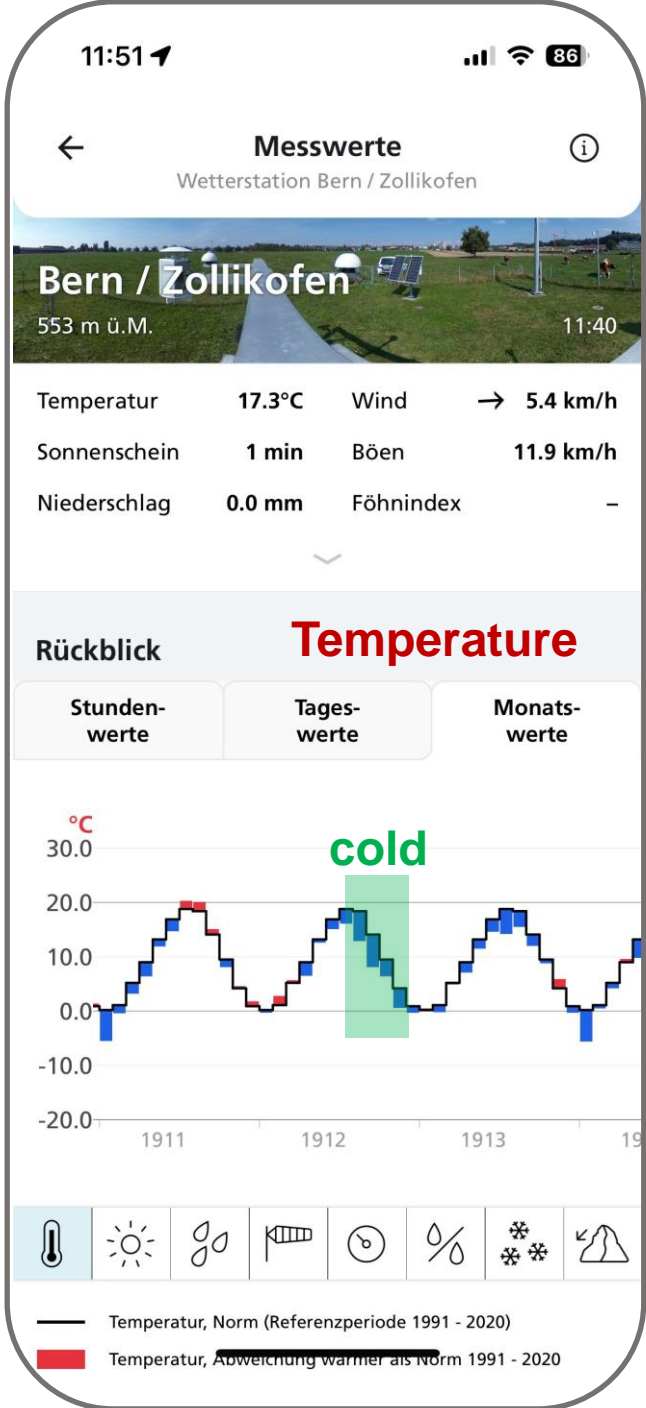 11:51
86
Messwerte
Wetterstation Bern / Zollikofen
Bern / Zollikofen
553 m ü.M.
11:40
Temperatur 17.3°C Wind → 5.4 km/h
Sonnenschein 1 min Böen 11.9 km/h
Niederschlag 0.0 mm Föhnindex –
Rückblick
Temperature
Stunden-
werte
Tages-
werte
Monats-
werte
°C
30.0
cold
20.0
10.0
0.0
-10.0
-20.0
1911 1912 1913 19
Temperatur, Norm (Referenzperiode 1991 - 2020)
Temperatur, Abweichung wärmer als Norm 1991 - 2020